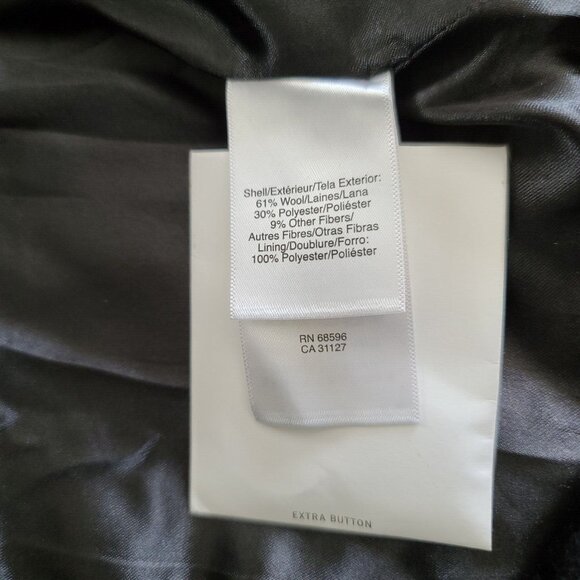 Shell/Extérieur/Tela Exterior:
61% Wool/Laines/Lana
30% Polyester/Poliéster
9% Other Fibers/
Autres Fibres/Otras Fibras
Lining/Doublure/Forro:
100% Polyester/Poliéster
RN 68596
CA 31127
EXTRA BUTTON